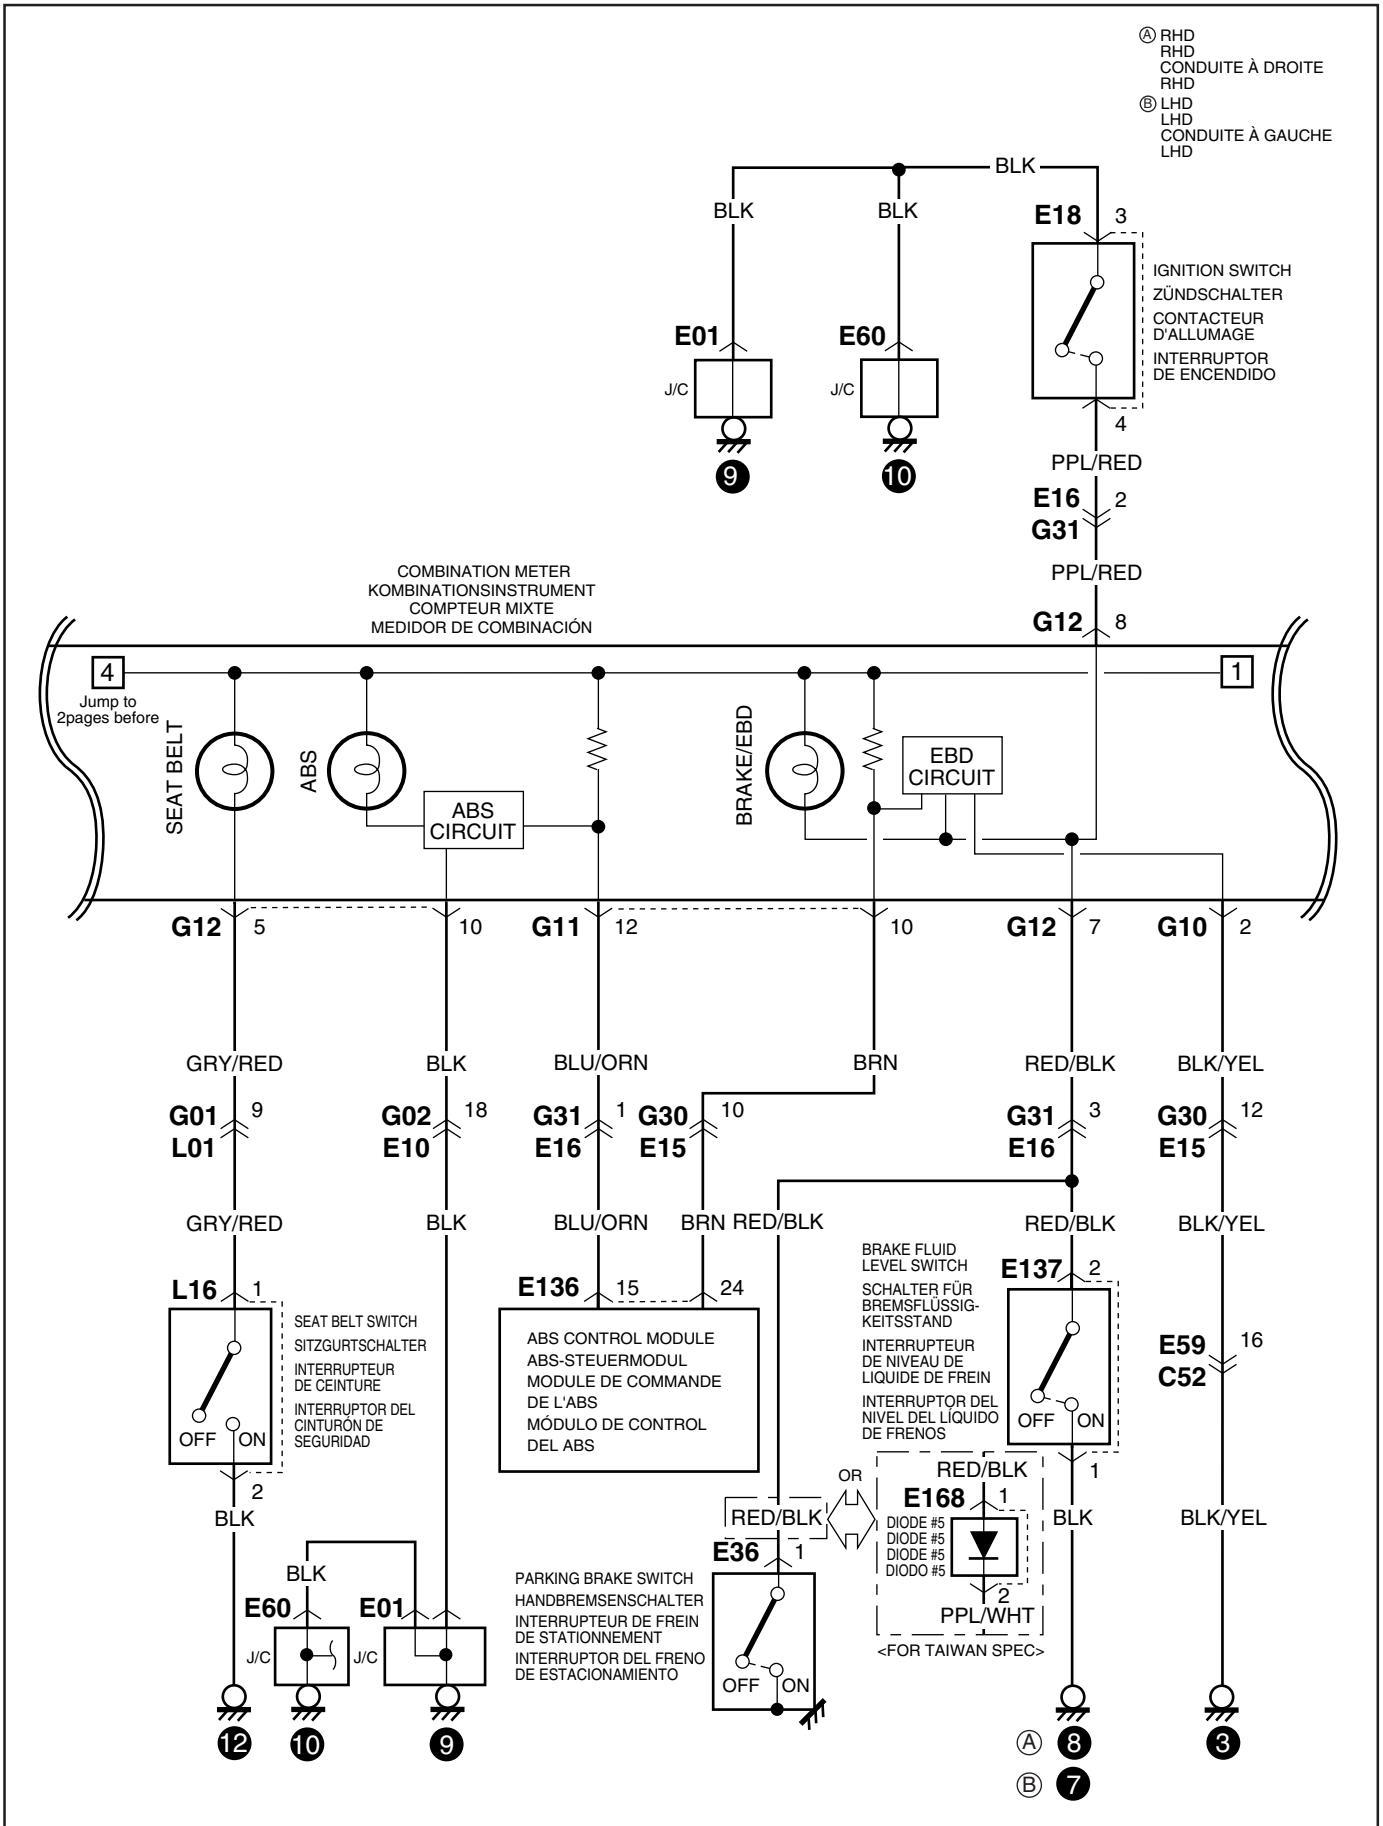 Ⓐ RHD
RHD
CONDUITE À DROITE
RHD
Ⓑ LHD
LHD
CONDUITE À GAUCHE
LHD
BLK
BLK
BLK
E18 3
IGNITION SWITCH
ZÜNDSCHALTER
CONTACTEUR
D'ALLUMAGE
INTERRUPTOR
DE ENCENDIDO
E01
E60
J/C
J/C
4
9
10
PPL/RED
E16 2
G31
PPL/RED
COMBINATION METER
KOMBINATIONSINSTRUMENT
COMPTEUR MIXTE
MEDIDOR DE COMBINACIÓN
G12 8
4
Jump to
2pages before
1
SEAT BELT
ABS
ABS
CIRCUIT
BRAKE/EBD
EBD
CIRCUIT
G12 5
10
G11 12
10
G12 7
G10 2
GRY/RED
BLK
BLU/ORN
BRN
RED/BLK
BLK/YEL
G01 9
L01
G02 18
E10
G31 1
E16
G30 10
E15
G31 3
E16
G30 12
E15
GRY/RED
BLK
BLU/ORN
BRN
RED/BLK
RED/BLK
BLK/YEL
L16 1
SEAT BELT SWITCH
SITZGURTSCHALTER
INTERRUPTEUR
DE CEINTURE
INTERRUPTOR DEL
CINTURÓN DE
SEGURIDAD
OFF ON
2
E136 15 24
ABS CONTROL MODULE
ABS-STEUERMODUL
MODULE DE COMMANDE
DE L'ABS
MÓDULO DE CONTROL
DEL ABS
BRAKE FLUID
LEVEL SWITCH
SCHALTER FÜR
BREMSFLÜSSIG-
KEITSSTAND
INTERRUPTEUR
DE NIVEAU DE
LIQUIDE DE FREIN
INTERRUPTOR DEL
NIVEL DEL LÍQUIDO
DE FRENOS
E137 2
OFF ON
1
E59 16
C52
BLK
RED/BLK
OR
RED/BLK
E168 1
DIODE #5
DIODE #5
DIODE #5
DIODO #5
2
PPL/WHT
<FOR TAIWAN SPEC>
BLK
BLK/YEL
E36 1
PARKING BRAKE SWITCH
HANDBREMSENSCHALTER
INTERRUPTEUR DE FREIN
DE STATIONNEMENT
INTERRUPTOR DEL FRENO
DE ESTACIONAMIENTO
OFF ON
BLK
E60
E01
J/C
J/C
12
10
9
Ⓐ 8
Ⓑ 7
3